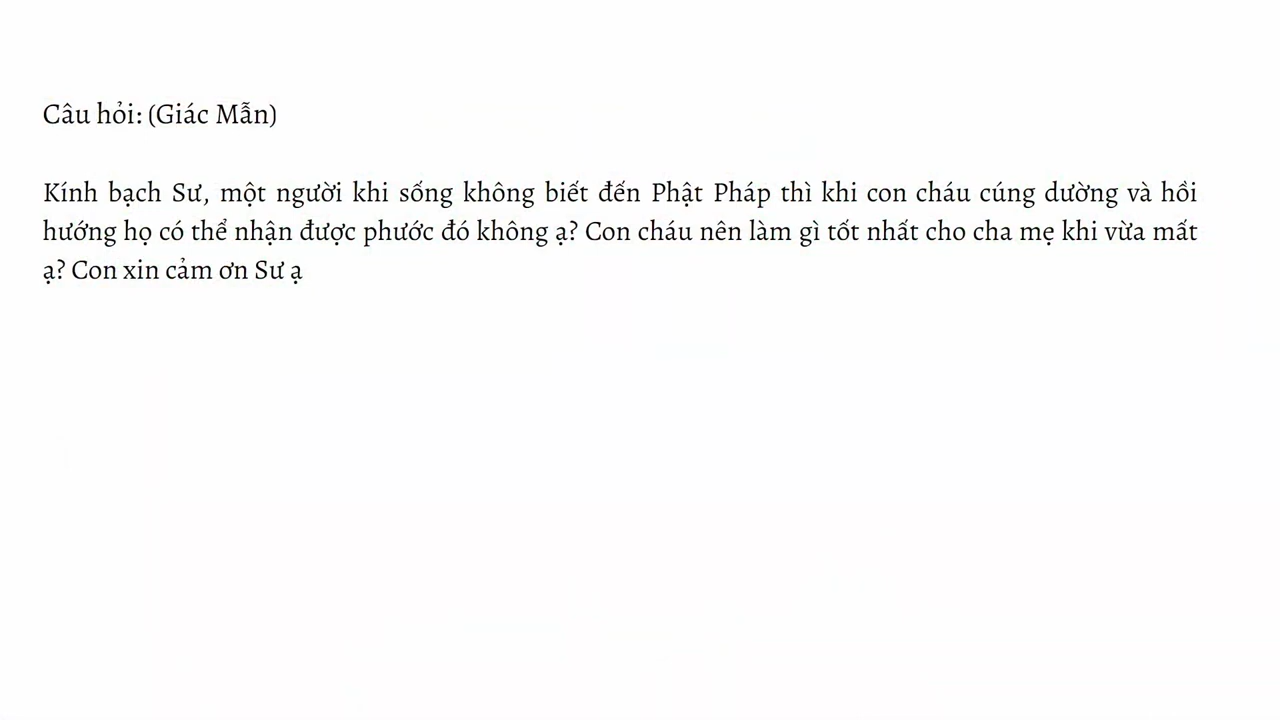 Câu hỏi: (Giác Mẫn)
Kính bạch Sư, một người khi sống không biết đến Phật Pháp thì khi con cháu cúng dường và hồi
hướng họ có thể nhận được phước đó không ạ? Con cháu nên làm gì tốt nhất cho cha mẹ khi vừa mất
ạ? Con xin cảm ơn Sư ạ